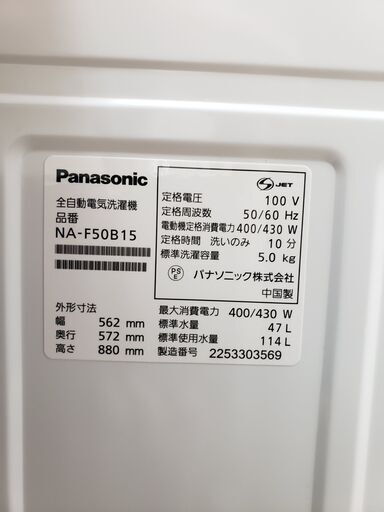 Panasonic
全自動電気洗濯機
品番
NA-F50B15
外形寸法
幅 562 mm
奥行 572 mm
高さ 880 mm
S JET
定格電圧 100 V
定格周波数 50/60 Hz
電動機定格消費電力 400/430 W
定格時間 洗いのみ 10 分
標準洗濯容量 5.0 kg
PS E パナソニック株式会社
中国製
最大消費電力 400/430 W
標準水量 47 L
標準使用水量 114 L
製造番号 2253303569